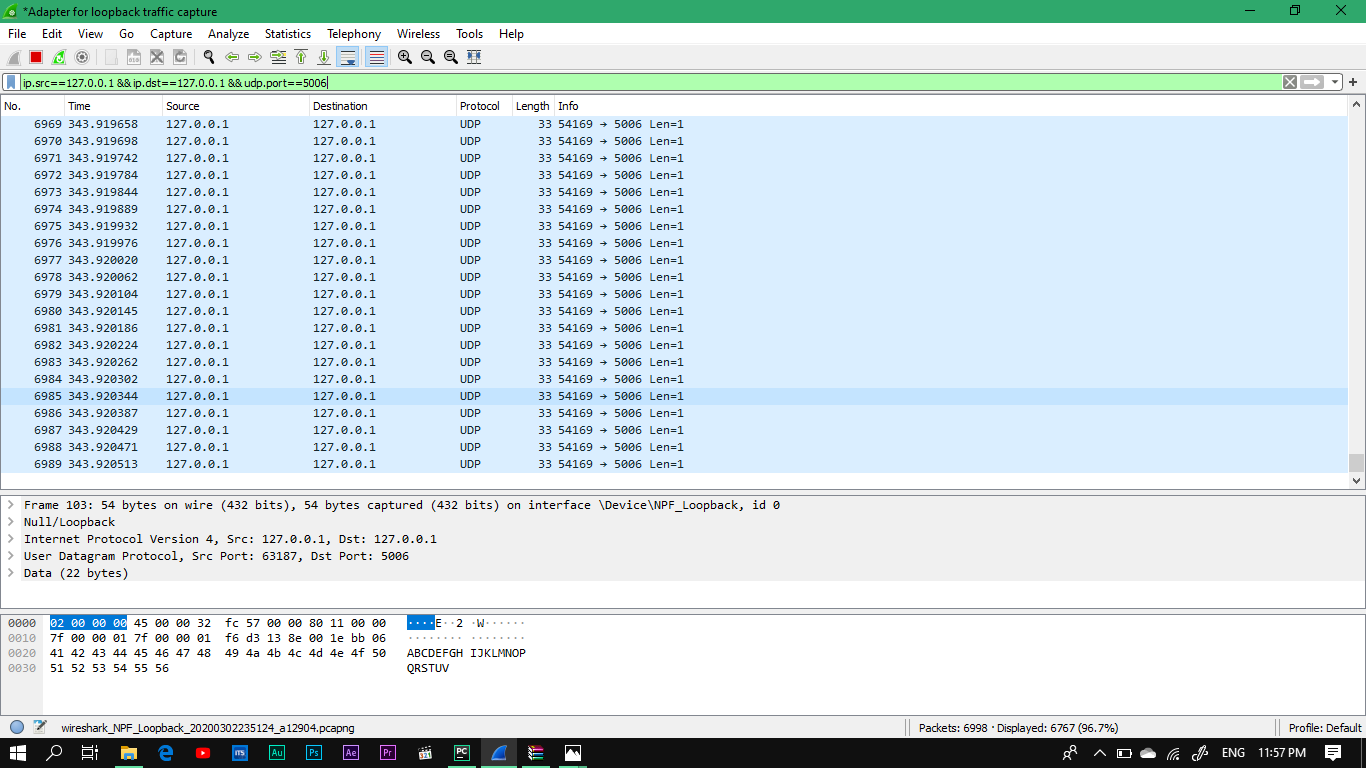 *Adapter for loopback traffic capture
File Edit View Go Capture Analyze Statistics Telephony Wireless Tools Help
ip.src==127.0.0.1 && ip.dst==127.0.0.1 && udp.port==5006
No. Time Source Destination Protocol Length Info
6969 343.919658 127.0.0.1 127.0.0.1 UDP 33 54169 → 5006 Len=1
6970 343.919698 127.0.0.1 127.0.0.1 UDP 33 54169 → 5006 Len=1
6971 343.919742 127.0.0.1 127.0.0.1 UDP 33 54169 → 5006 Len=1
6972 343.919784 127.0.0.1 127.0.0.1 UDP 33 54169 → 5006 Len=1
6973 343.919844 127.0.0.1 127.0.0.1 UDP 33 54169 → 5006 Len=1
6974 343.919889 127.0.0.1 127.0.0.1 UDP 33 54169 → 5006 Len=1
6975 343.919932 127.0.0.1 127.0.0.1 UDP 33 54169 → 5006 Len=1
6976 343.919976 127.0.0.1 127.0.0.1 UDP 33 54169 → 5006 Len=1
6977 343.920020 127.0.0.1 127.0.0.1 UDP 33 54169 → 5006 Len=1
6978 343.920062 127.0.0.1 127.0.0.1 UDP 33 54169 → 5006 Len=1
6979 343.920104 127.0.0.1 127.0.0.1 UDP 33 54169 → 5006 Len=1
6980 343.920145 127.0.0.1 127.0.0.1 UDP 33 54169 → 5006 Len=1
6981 343.920186 127.0.0.1 127.0.0.1 UDP 33 54169 → 5006 Len=1
6982 343.920224 127.0.0.1 127.0.0.1 UDP 33 54169 → 5006 Len=1
6983 343.920262 127.0.0.1 127.0.0.1 UDP 33 54169 → 5006 Len=1
6984 343.920302 127.0.0.1 127.0.0.1 UDP 33 54169 → 5006 Len=1
6985 343.920344 127.0.0.1 127.0.0.1 UDP 33 54169 → 5006 Len=1
6986 343.920387 127.0.0.1 127.0.0.1 UDP 33 54169 → 5006 Len=1
6987 343.920429 127.0.0.1 127.0.0.1 UDP 33 54169 → 5006 Len=1
6988 343.920471 127.0.0.1 127.0.0.1 UDP 33 54169 → 5006 Len=1
6989 343.920513 127.0.0.1 127.0.0.1 UDP 33 54169 → 5006 Len=1
Frame 103: 54 bytes on wire (432 bits), 54 bytes captured (432 bits) on interface \Device\NPF_Loopback, id 0
Null/Loopback
Internet Protocol Version 4, Src: 127.0.0.1, Dst: 127.0.0.1
User Datagram Protocol, Src Port: 63187, Dst Port: 5006
Data (22 bytes)
0000 02 00 00 00 45 00 00 32 fc 57 00 00 80 11 00 00 ····E··2 ·W······
0010 7f 00 00 01 7f 00 00 01 f6 d3 13 8e 00 1e bb 06 ········ ········
0020 41 42 43 44 45 46 47 48 49 4a 4b 4c 4d 4e 4f 50 ABCDEFGH IJKLMNOP
0030 51 52 53 54 55 56 QRSTUV
wireshark_NPF_Loopback_20200302235124_a12904.pcapng Packets: 6998 · Displayed: 6767 (96.7%) Profile: Default
ITS Au Ps Ae Pr PC ENG 11:57 PM